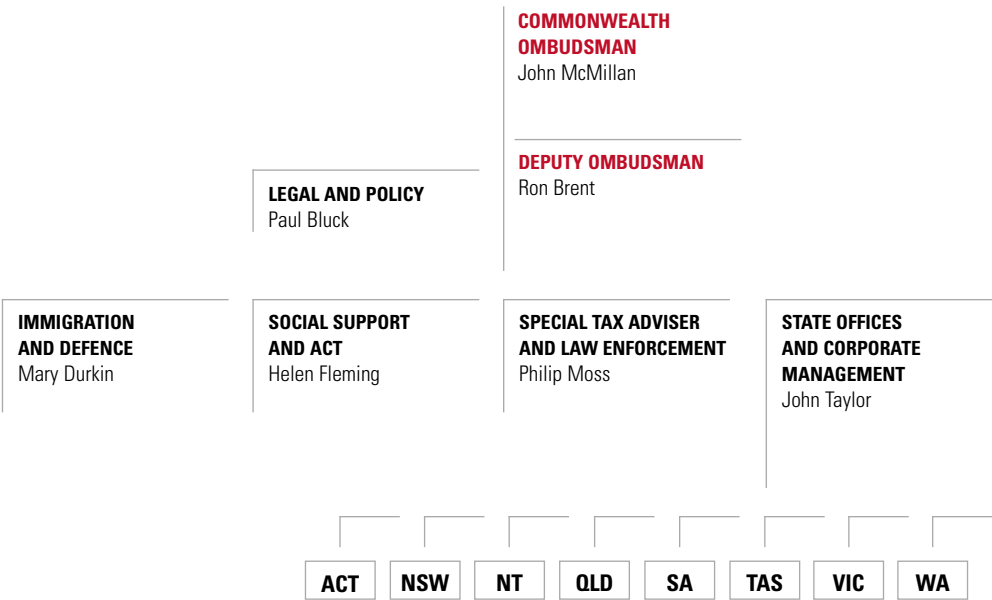 COMMONWEALTH
OMBUDSMAN
John McMillan
DEPUTY OMBUDSMAN
Ron Brent
LEGAL AND POLICY
Paul Bluck
IMMIGRATION
AND DEFENCE
Mary Durkin
SOCIAL SUPPORT
AND ACT
Helen Fleming
SPECIAL TAX ADVISER
AND LAW ENFORCEMENT
Philip Moss
STATE OFFICES
AND CORPORATE
MANAGEMENT
John Taylor
ACT
NSW
NT
QLD
SA
TAS
VIC
WA